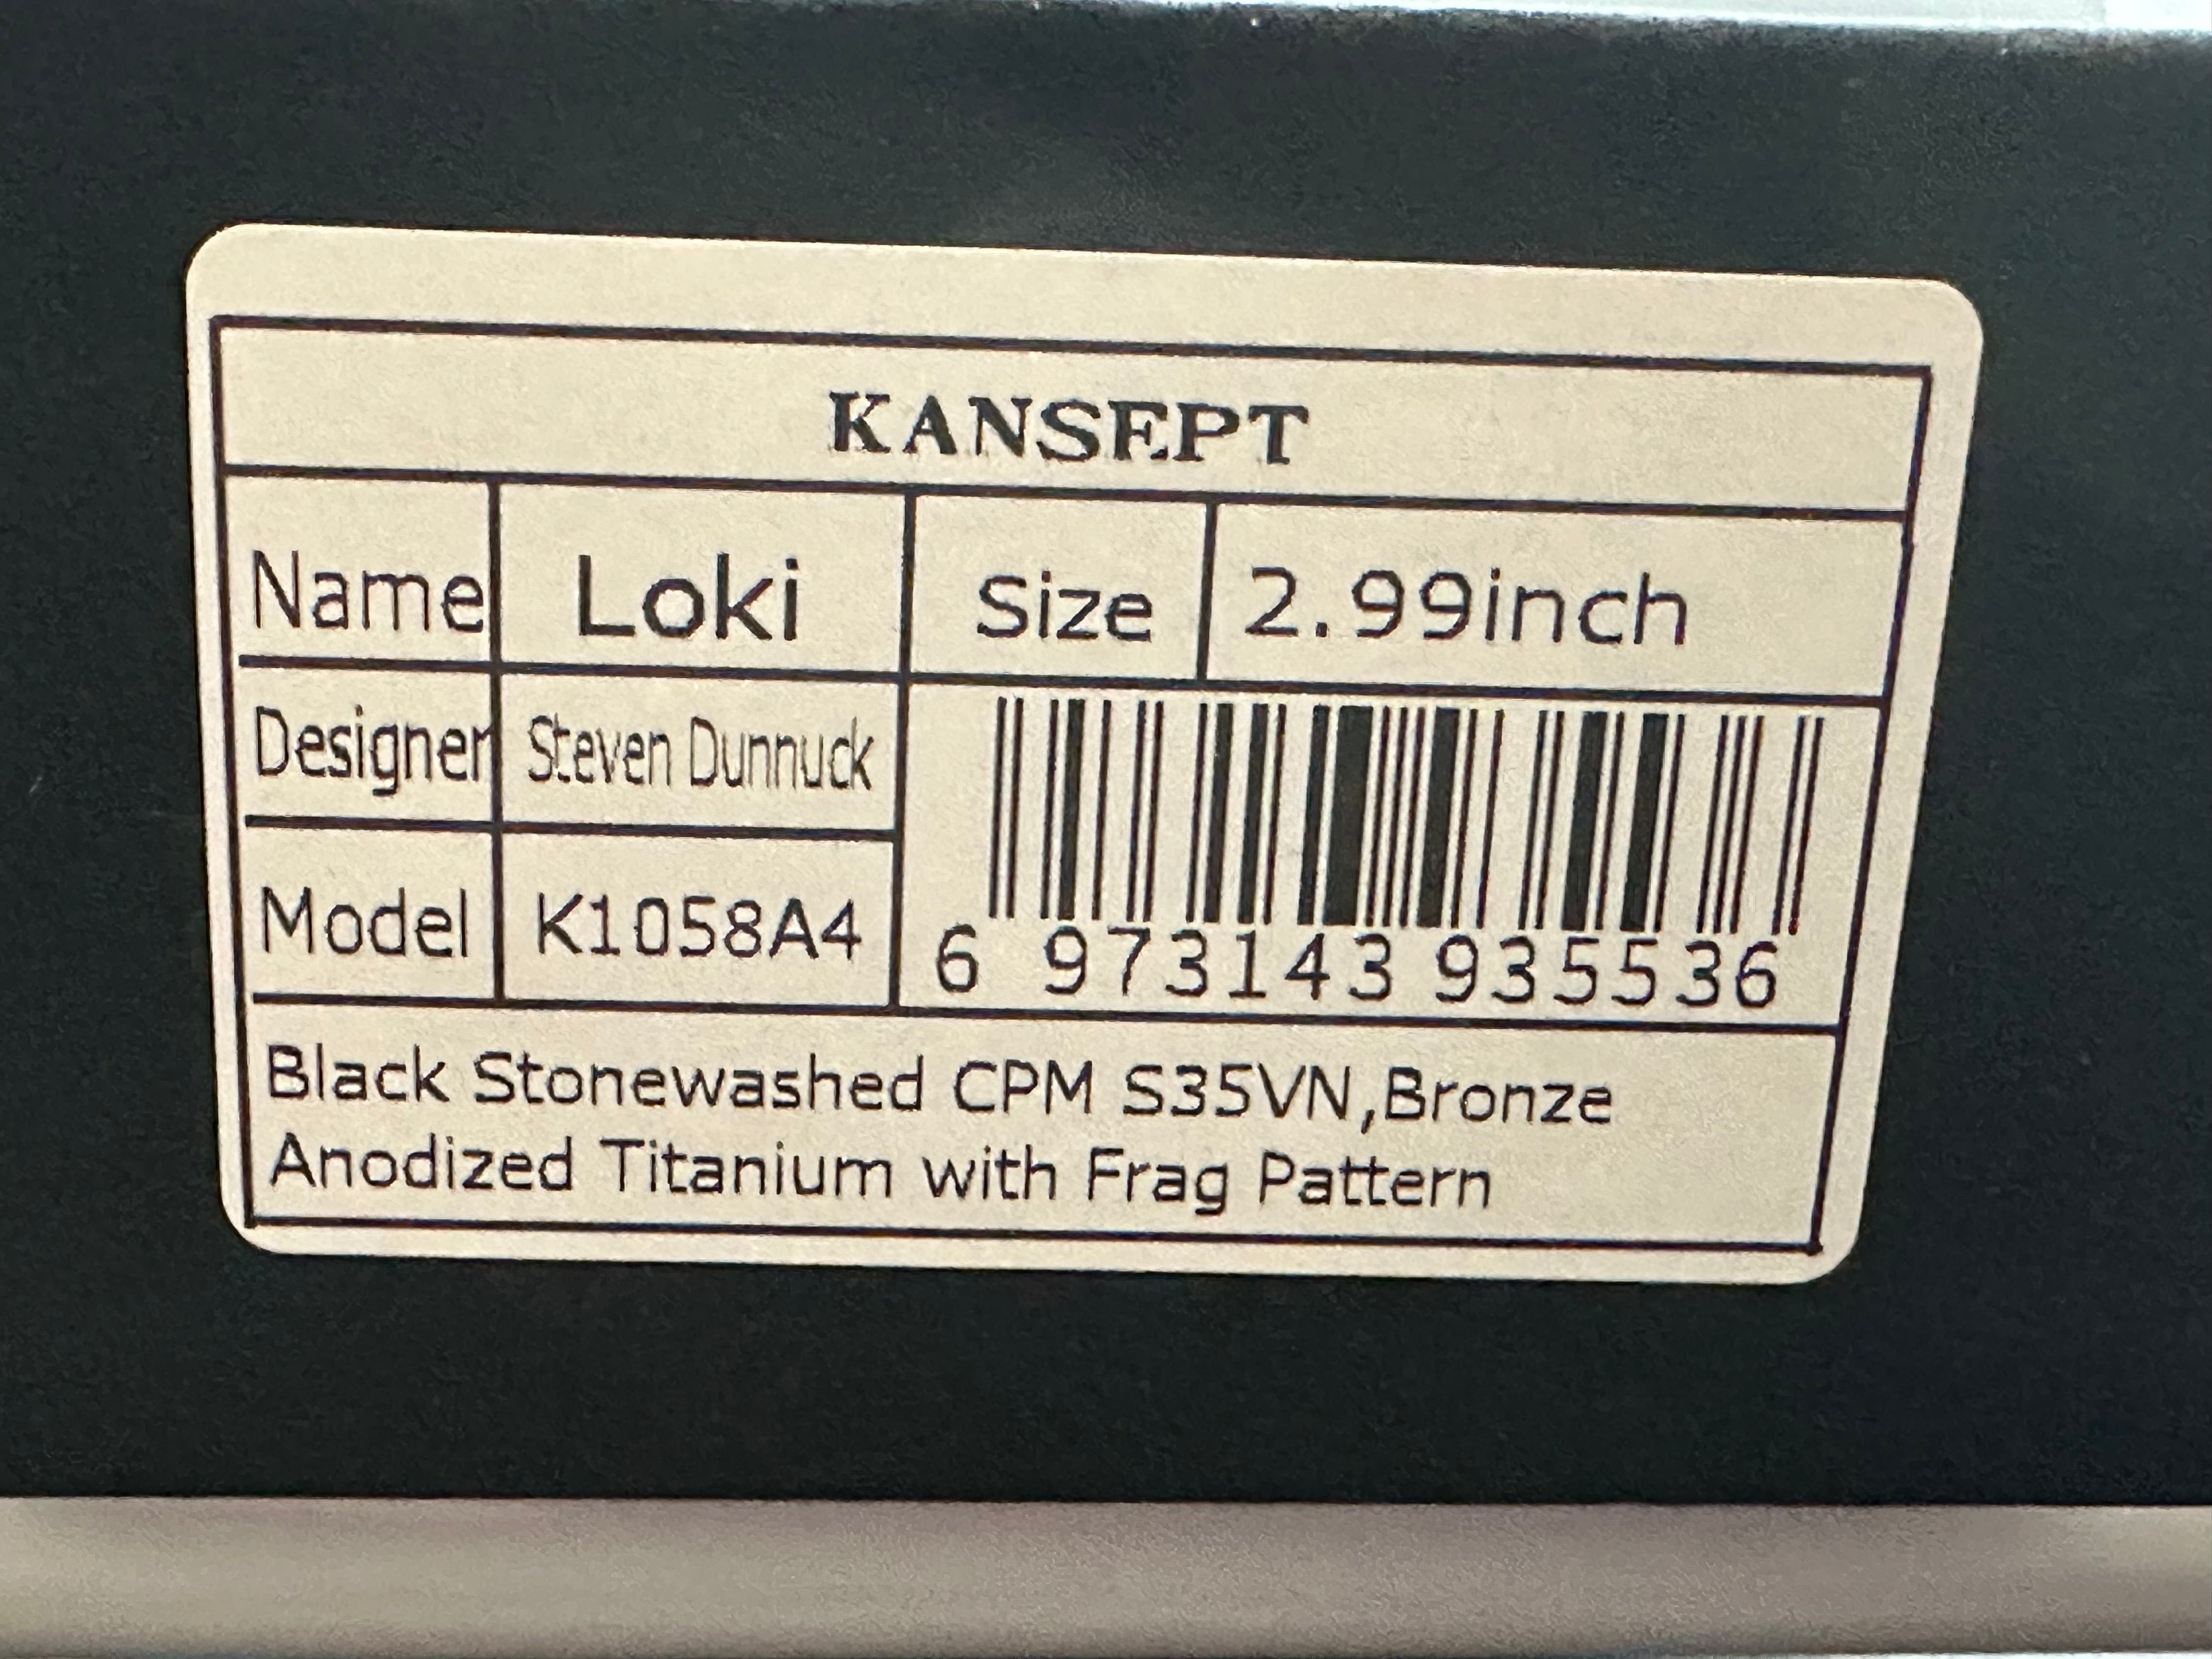 KANSEPT
Name Loki Size 2.99inch
Designer Steven Dunnuck
Model K1058A4
6 973143 935536
Black Stonewashed CPM S35VN,Bronze
Anodized Titanium with Frag Pattern